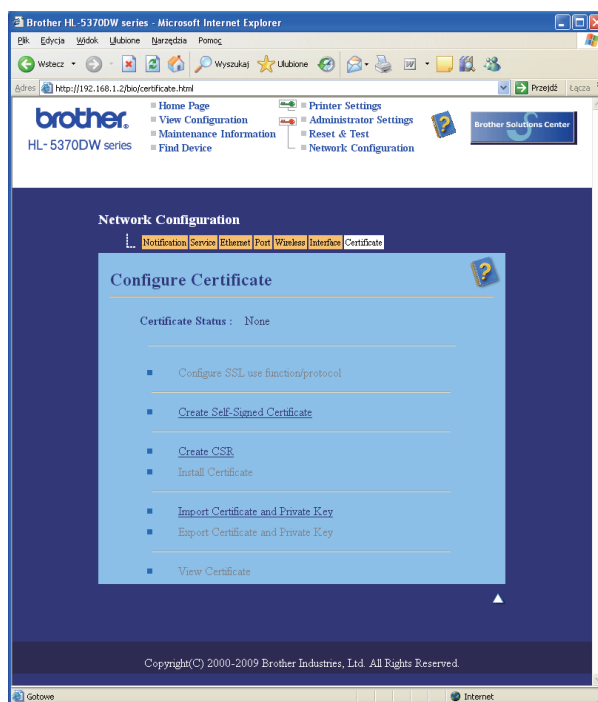 Brother HL-5370DW series - Microsoft Internet Explorer
Plik Edycja Widok Ulubione Narzędzia Pomoc
Wstecz Wyszukaj Ulubione
Adres http://192.168.1.2/bio/certificate.html Przejdź Łącza
brother.
HL-5370DW series
Home Page
View Configuration
Maintenance Information
Find Device
Printer Settings
Administrator Settings
Reset & Test
Network Configuration
Brother Solutions Center
Network Configuration
Notification Service Ethernet Port Wireless Interface Certificate
Configure Certificate
Certificate Status : None
Configure SSL use function/protocol
Create Self-Signed Certificate
Create CSR
Install Certificate
Import Certificate and Private Key
Export Certificate and Private Key
View Certificate
Copyright(C) 2000-2009 Brother Industries, Ltd. All Rights Reserved.
Gotowe Internet